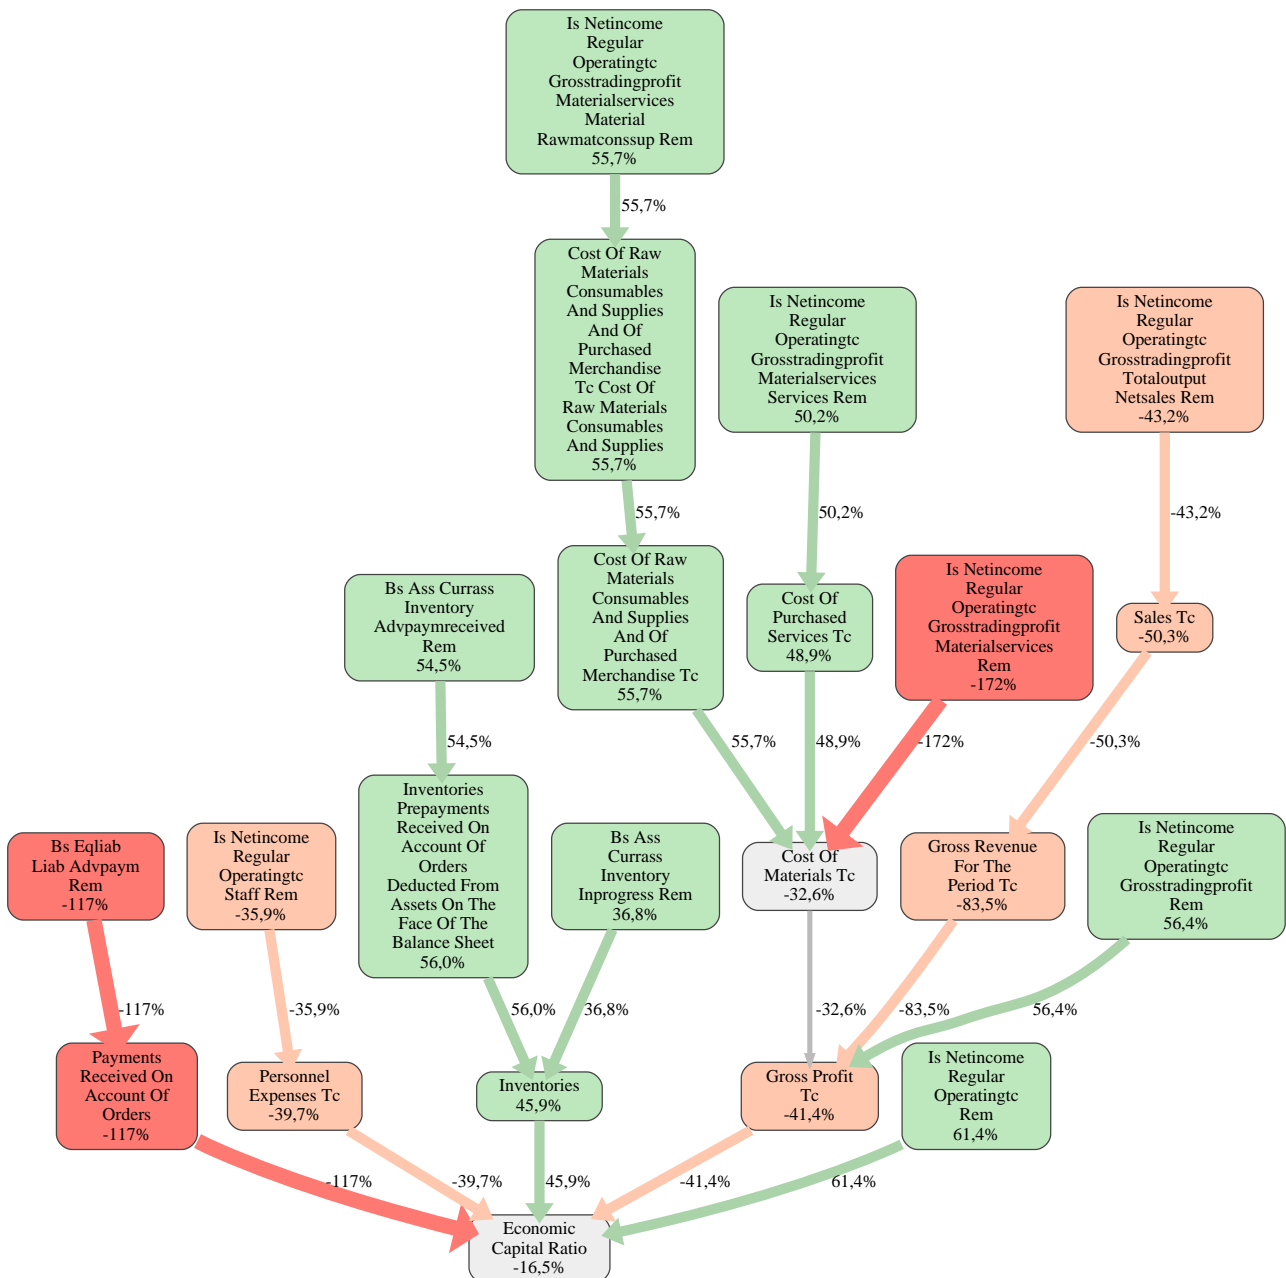 Is Netincome
Regular
Operatingtc
Grosstradingprofit
Materialservices
Material
Rawmatconssup Rem
55,7%
55,7%
Cost Of Raw
Materials
Consumables
And Supplies
And Of
Purchased
Merchandise
Tc Cost Of
Raw Materials
Consumables
And Supplies
55,7%
Is Netincome
Regular
Operatingtc
Grosstradingprofit
Materialservices
Services Rem
50,2%
Is Netincome
Regular
Operatingtc
Grosstradingprofit
Totaloutput
Netsales Rem
-43,2%
55,7%
50,2%
-43,2%
Bs Ass Currass
Inventory
Advpaymreceived
Rem
54,5%
Cost Of Raw
Materials
Consumables
And Supplies
And Of
Purchased
Merchandise Tc
55,7%
Cost Of
Purchased
Services Tc
48,9%
Is Netincome
Regular
Operatingtc
Grosstradingprofit
Materialservices
Rem
-172%
Sales Tc
-50,3%
54,5%
55,7%
48,9%
-172%
-50,3%
Bs Eqliab
Liab Advpaym
Rem
-117%
Is Netincome
Regular
Operatingtc
Staff Rem
-35,9%
Inventories
Prepayments
Received On
Account Of
Orders
Deducted From
Assets On The
Face Of The
Balance Sheet
56,0%
Bs Ass
Currass
Inventory
Inprogress Rem
36,8%
Cost Of
Materials Tc
-32,6%
Gross Revenue
For The
Period Tc
-83,5%
Is Netincome
Regular
Operatingtc
Grosstradingprofit
Rem
56,4%
-117%
-35,9%
56,0%
36,8%
-32,6%
-83,5%
56,4%
Payments
Received On
Account Of
Orders
-117%
Personnel
Expenses Tc
-39,7%
Inventories
45,9%
Gross Profit
Tc
-41,4%
Is Netincome
Regular
Operatingtc
Rem
61,4%
-117%
-39,7%
45,9%
-41,4%
61,4%
Economic
Capital Ratio
-16,5%